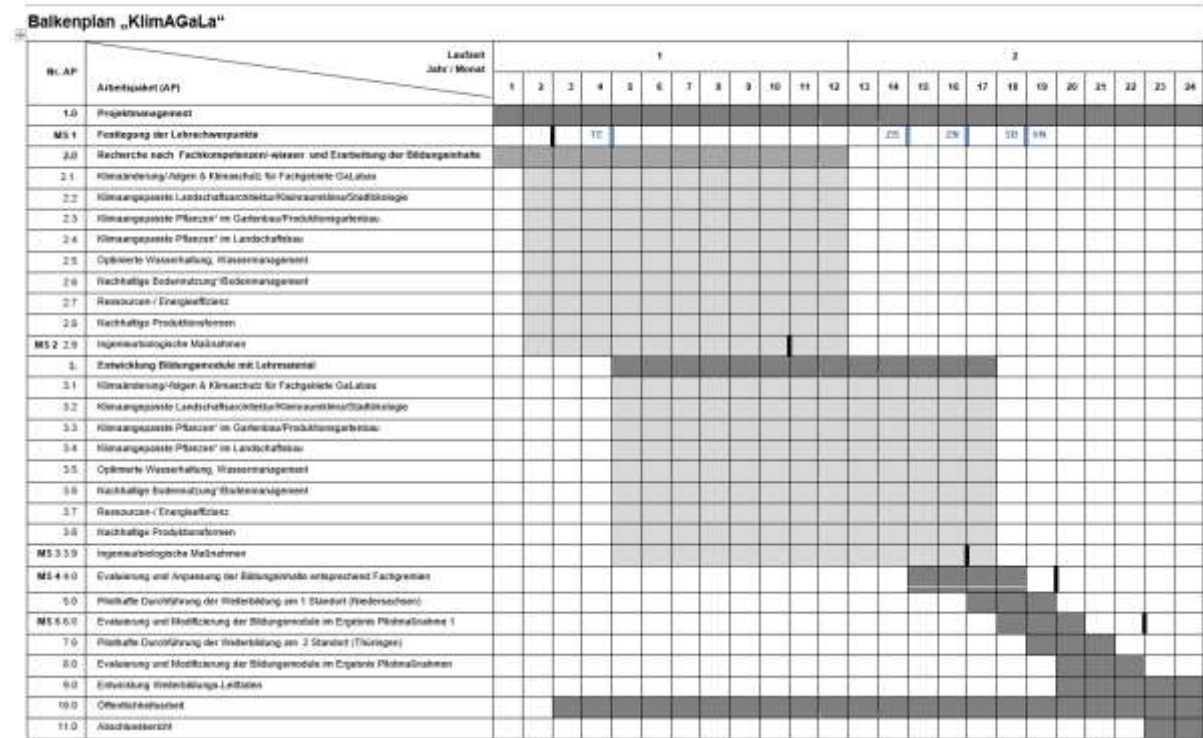 Balkenplan „KlimAGaLa“
Laufzeit
Jahr / Monat
Nr. AP
Arbeitspaket (AP)
1 2
1 2 3 4 5 6 7 8 9 10 11 12 13 14 15 16 17 18 19 20 21 22 23 24
1.0 Projektmanagement
MS 1 Festlegung der Lehrschwerpunkte
2.0 Recherche nach Fachkompetenzen/-wissen und Erarbeitung der Bildungsinhalte
2.1 Klimaänderung/-folgen & Klimaschutz für Fachgebiete GaLabau
2.2 Klimaangepasste Landschaftsarchitektur/Kleinraumklima/Stadtökologie
2.3 Klimaangepasste Pflanzen* im Gartenbau/Produktionsgartenbau
2.4 Klimaangepasste Pflanzen* im Landschaftsbau
2.5 Optimierte Wasserhaltung, Wassermanagement
2.6 Nachhaltige Bodennutzung/Bodenmanagement
2.7 Ressourcen-/ Energieeffizienz
2.8 Nachhaltige Produktionsformen
MS 2 2.9 Ingenieurbiologische Maßnahmen
3. Entwicklung Bildungsmodule mit Lehrmaterial
3.1 Klimaänderung/-folgen & Klimaschutz für Fachgebiete GaLabau
3.2 Klimaangepasste Landschaftsarchitektur/Kleinraumklima/Stadtökologie
3.3 Klimaangepasste Pflanzen* im Gartenbau/Produktionsgartenbau
3.4 Klimaangepasste Pflanzen* im Landschaftsbau
3.5 Optimierte Wasserhaltung, Wassermanagement
3.6 Nachhaltige Bodennutzung/Bodenmanagement
3.7 Ressourcen-/ Energieeffizienz
3.8 Nachhaltige Produktionsformen
MS 3 3.9 Ingenieurbiologische Maßnahmen
MS 4 4.0 Evaluierung und Anpassung der Bildungsinhalte entsprechend Fachgremien
5.0 Pilothafte Durchführung der Weiterbildung am 1 Standort (Niedersachsen)
6.0 Evaluierung und Modifizierung der Bildungsmodule im Ergebnis Pilotmaßnahme 1
7.0 Pilothafte Durchführung der Weiterbildung am 2 Standort (Thüringen)
8.0 Evaluierung und Modifizierung der Bildungsmodule im Ergebnis Pilotmaßnahmen
9.0 Entwicklung Weiterbildungs-Leitfaden
10.0 Öffentlichkeitsarbeit
11.0 Abschlussbericht